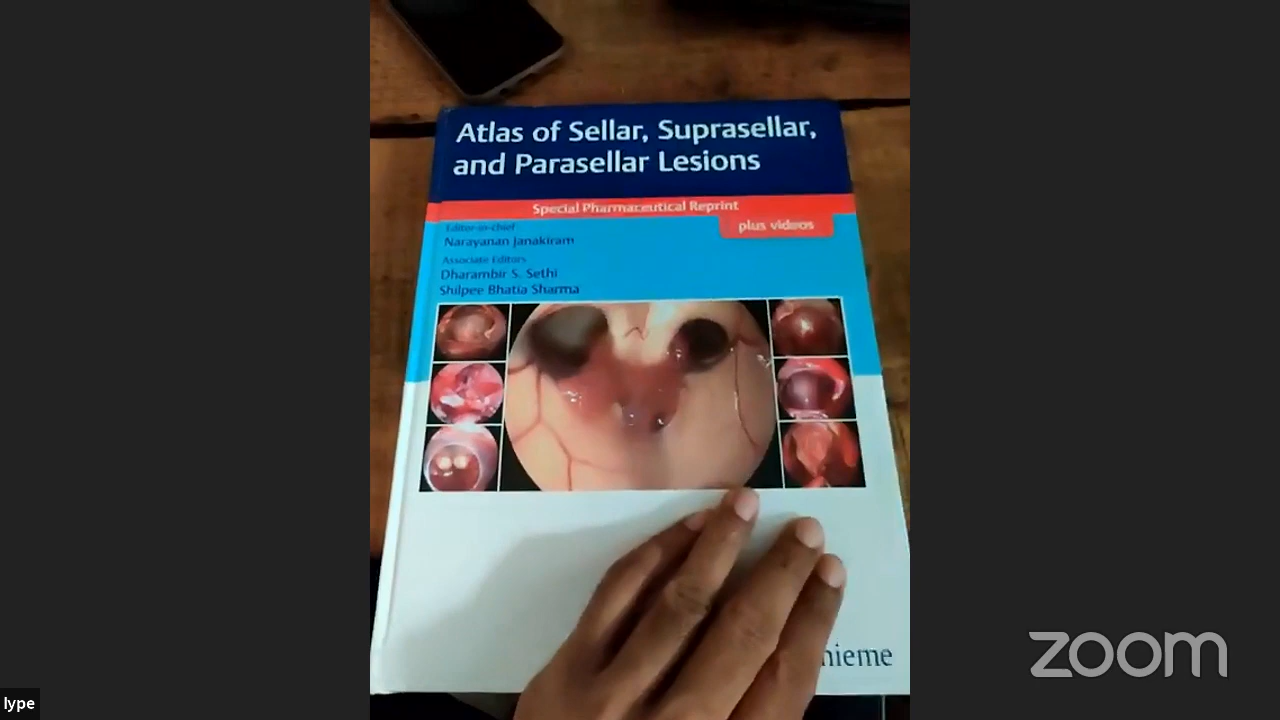 Atlas of Sellar, Suprasellar,
and Parasellar Lesions
Special Pharmaceutical Reprint
plus videos
Editor-in-chief
Narayanan Janakiram
Associate Editors
Dharambir S. Sethi
Shilpee Bhatia Sharma
hieme
zoom
lype